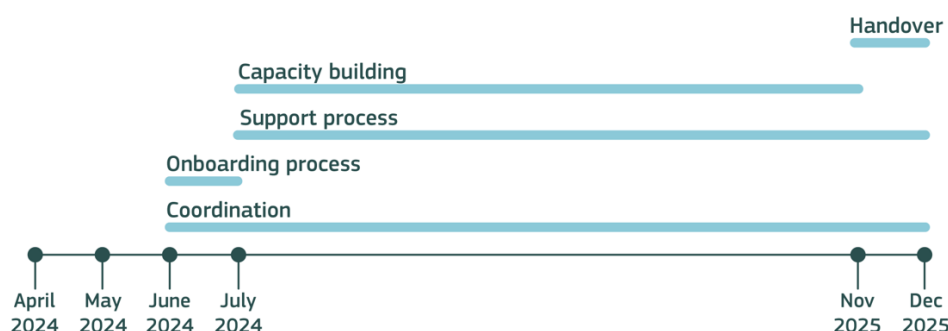 Handover
Capacity building
Support process
Onboarding process
Coordination
April May June July Nov Dec
2024 2024 2024 2024 2025 2025